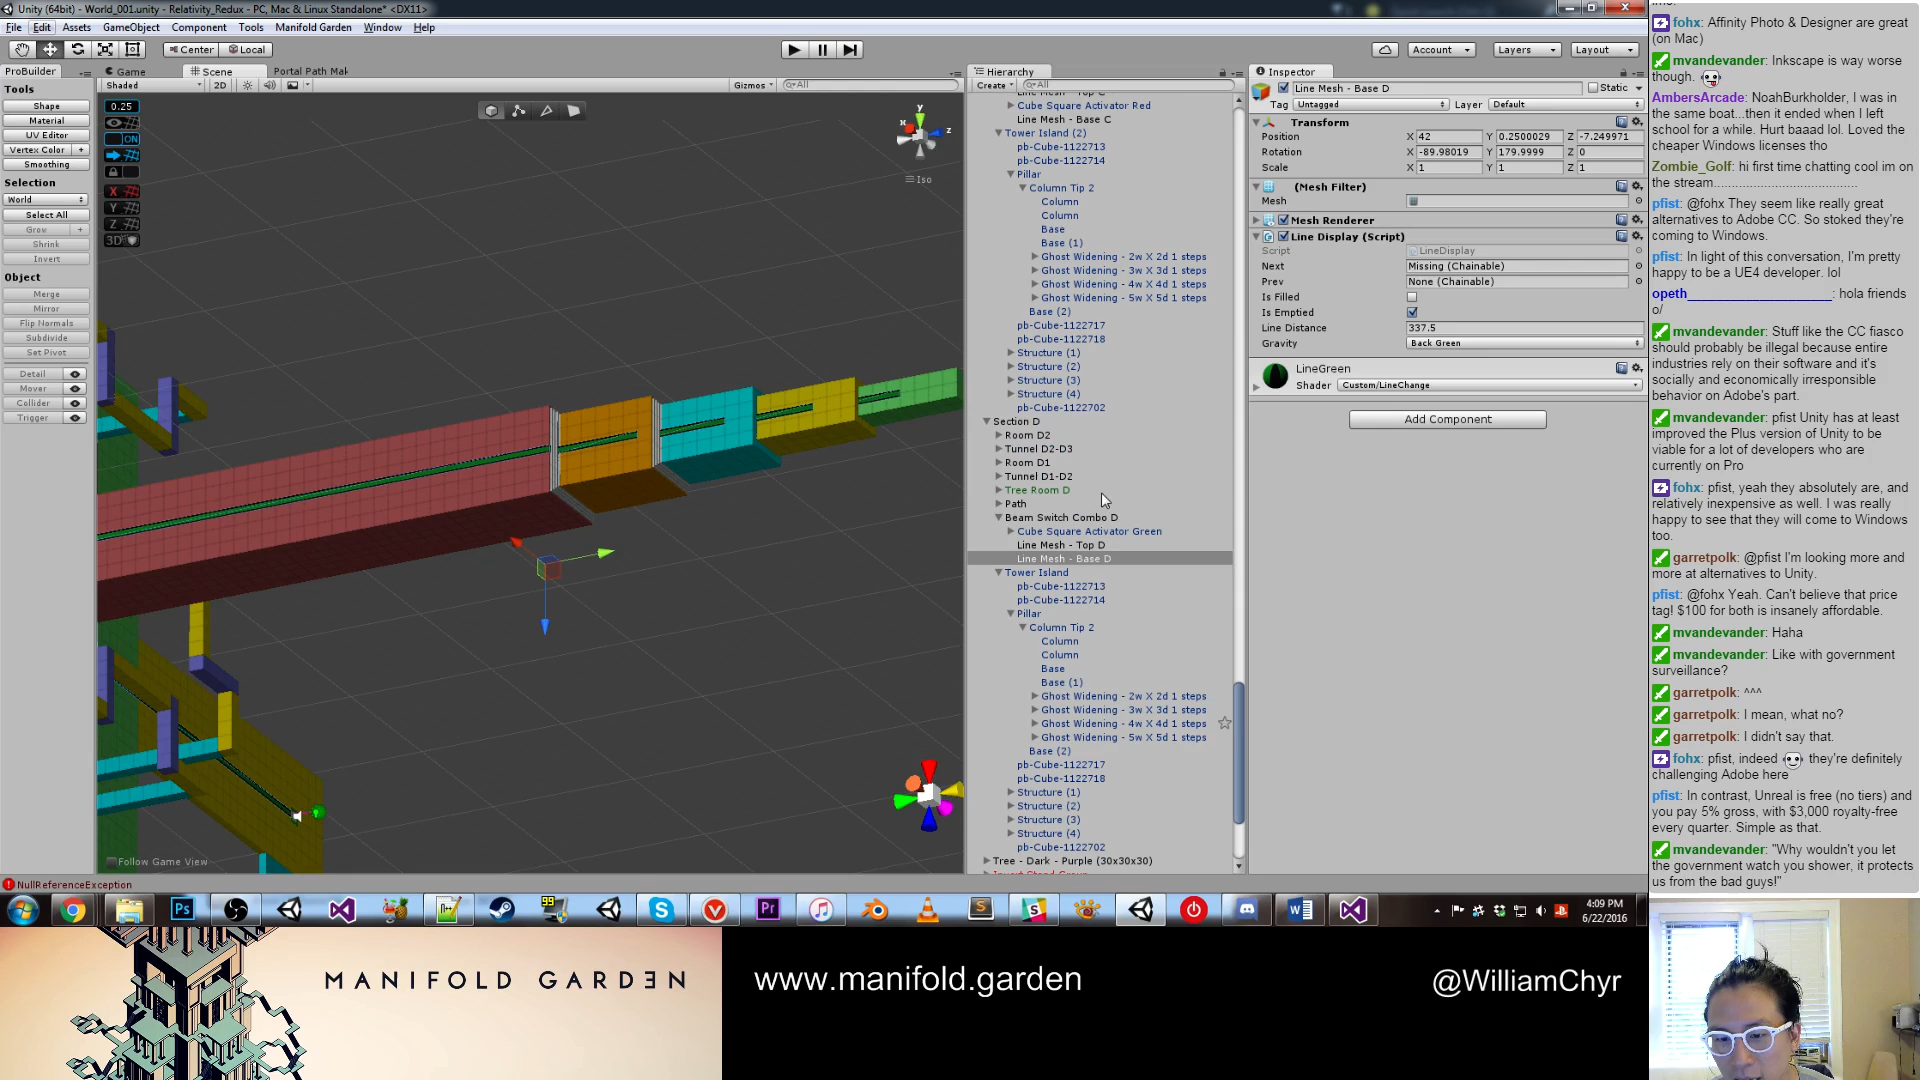 Unity (64bit) - World_001.unity - Relativity_Redux - PC, Mac & Linux Standalone* <DX11>
File Edit Assets GameObject Component Tools Manifold Garden Window Help
Center Local Account Layers Layout
ProBuilder
Game Scene Portal Path Mak
Shaded 2D Gizmos All
Tools
Shape
Material
UV Editor
Vertex Color +
Smoothing
Selection
World
Select All
Grow +
Shrink
Invert
Object
Merge
Mirror
Flip Normals
Subdivide
Set Pivot
Detail
Mover
Collider
Trigger
0.25
ON
X
Y
Z
3D
y
x
z
Iso
Follow Game View
NullReferenceException
Hierarchy
Create All
Cube Square Activator Red
Line Mesh - Base C
Tower Island (2)
pb-Cube-1122713
pb-Cube-1122714
Pillar
Column Tip 2
Column
Column
Base
Base (1)
Ghost Widening - 2w X 2d 1 steps
Ghost Widening - 3w X 3d 1 steps
Ghost Widening - 4w X 4d 1 steps
Ghost Widening - 5w X 5d 1 steps
Base (2)
pb-Cube-1122717
pb-Cube-1122718
Structure (1)
Structure (2)
Structure (3)
Structure (4)
pb-Cube-1122702
Section D
Room D2
Tunnel D2-D3
Room D1
Tunnel D1-D2
Tree Room D
Path
Beam Switch Combo D
Cube Square Activator Green
Line Mesh - Top D
Line Mesh - Base D
Tower Island
pb-Cube-1122713
pb-Cube-1122714
Pillar
Column Tip 2
Column
Column
Base
Base (1)
Ghost Widening - 2w X 2d 1 steps
Ghost Widening - 3w X 3d 1 steps
Ghost Widening - 4w X 4d 1 steps
Ghost Widening - 5w X 5d 1 steps
Base (2)
pb-Cube-1122717
pb-Cube-1122718
Structure (1)
Structure (2)
Structure (3)
Structure (4)
pb-Cube-1122702
Tree - Dark - Purple (30x30x30)
Inspector
Line Mesh - Base D Static
Tag Untagged Layer Default
Transform
Position X 42 Y 0.2500029 Z -7.249971
Rotation X -89.98019 Y 179.9999 Z 0
Scale X 1 Y 1 Z 1
(Mesh Filter)
Mesh
Mesh Renderer
Line Display (Script)
Script LineDisplay
Next Missing (Chainable)
Prev None (Chainable)
Is Filled
Is Emptied
Line Distance 337.5
Gravity Back Green
LineGreen
Shader Custom/LineChange
Add Component
fohx: Affinity Photo & Designer are great
(on Mac)
mvandevander: Inkscape is way worse
though.
AmbersArcade: NoahBurkholder, I was in
the same boat...then it ended when I left
school for a while. Hurt baaad lol. Loved the
cheaper Windows licenses tho
Zombie_Golf: hi first time chatting cool im on
the stream..........................................
pfist: @fohx They seem like really great
alternatives to Adobe CC. So stoked they're
coming to Windows.
pfist: In light of this conversation, I'm pretty
happy to be a UE4 developer. lol
opeth____________________: hola friends
o/
mvandevander: Stuff like the CC fiasco
should probably be illegal because entire
industries rely on their software and it's
socially and economically irresponsible
behavior on Adobe's part.
mvandevander: pfist Unity has at least
improved the Plus version of Unity to be
viable for a lot of developers who are
currently on Pro
fohx: pfist, yeah they absolutely are, and
relatively inexpensive as well. I was really
happy to see that they will come to Windows
too.
garretpolk: @pfist I'm looking more and
more at alternatives to Unity.
pfist: @fohx Yeah. Can't believe that price
tag! $100 for both is insanely affordable.
mvandevander: Haha
mvandevander: Like with government
surveillance?
garretpolk: ^^^
garretpolk: I mean, what no?
garretpolk: I didn't say that.
fohx: pfist, indeed they're definitely
challenging Adobe here
pfist: In contrast, Unreal is free (no tiers) and
you pay 5% gross, with $3,000 royalty-free
every quarter. Simple as that.
mvandevander: "Why wouldn't you let
the government watch you shower, it protects
us from the bad guys!"
4:09 PM
6/22/2016
MANIFOLD GARDƎN
www.manifold.garden
@WilliamChyr